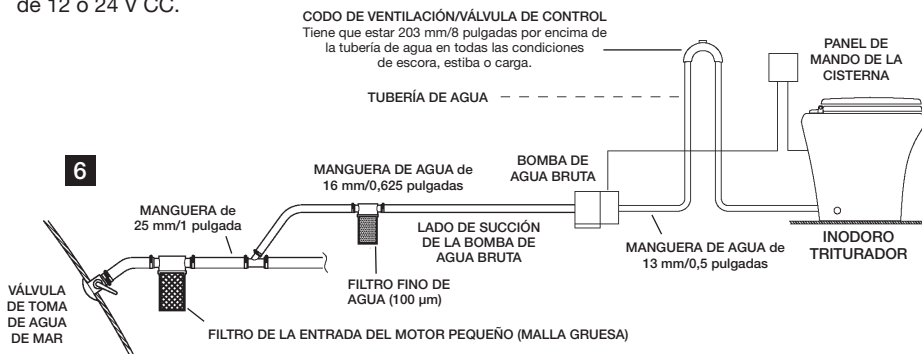 de 12 o 24 V CC.
CODO DE VENTILACIÓN/VÁLVULA DE CONTROL
Tiene que estar 203 mm/8 pulgadas por encima de
la tubería de agua en todas las condiciones
de escora, estiba o carga.
PANEL DE
MANDO DE LA
CISTERNA
TUBERÍA DE AGUA
6
MANGUERA DE AGUA de
16 mm/0,625 pulgadas
BOMBA DE
AGUA BRUTA
MANGUERA de
25 mm/1 pulgada
LADO DE SUCCIÓN
DE LA BOMBA DE
AGUA BRUTA
MANGUERA DE AGUA de
13 mm/0,5 pulgadas
INODORO
TRITURADOR
VÁLVULA
DE TOMA
DE AGUA
DE MAR
FILTRO FINO DE
AGUA (100 µm)
FILTRO DE LA ENTRADA DEL MOTOR PEQUEÑO (MALLA GRUESA)